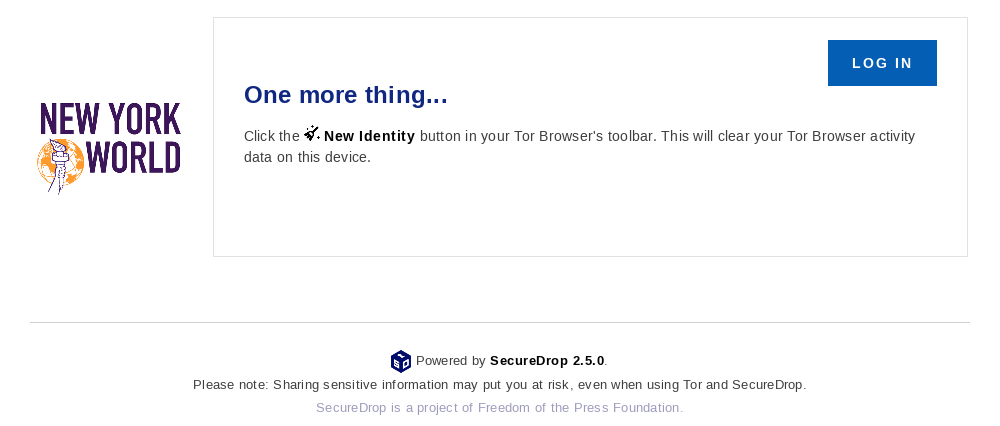 LOG IN
NEW YORK
WORLD
One more thing...
Click the New Identity button in your Tor Browser's toolbar. This will clear your Tor Browser activity
data on this device.
Powered by SecureDrop 2.5.0.
Please note: Sharing sensitive information may put you at risk, even when using Tor and SecureDrop.
SecureDrop is a project of Freedom of the Press Foundation.